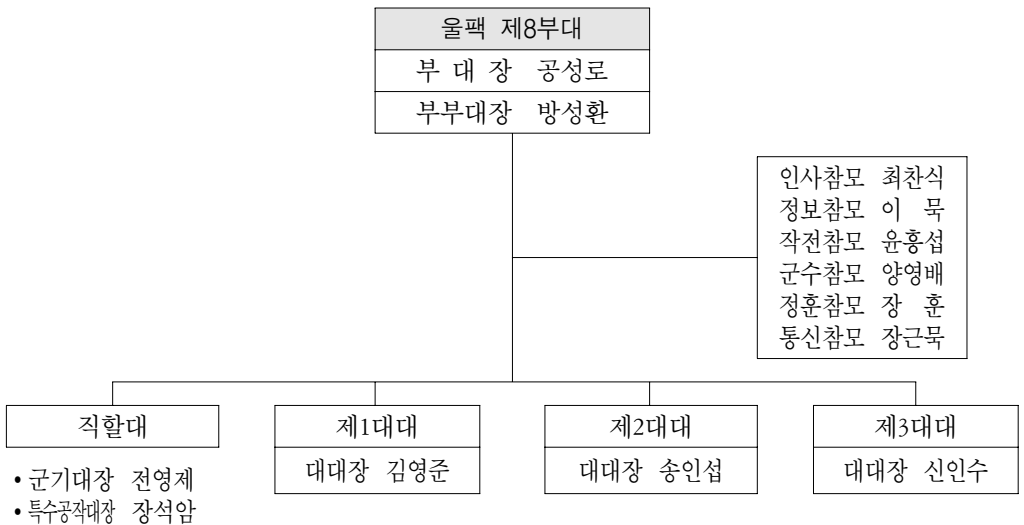 울팩 제8부대
부 대 장 공성로
부부대장 방성환
인사참모 최찬식
정보참모 이 묵
작전참모 윤흥섭
군수참모 양영배
정훈참모 장 훈
통신참모 장근묵
직할대
제1대대
제2대대
제3대대
대대장 김영준
대대장 송인섭
대대장 신인수
• 군기대장 전영제
• 특수공작대장 장석암